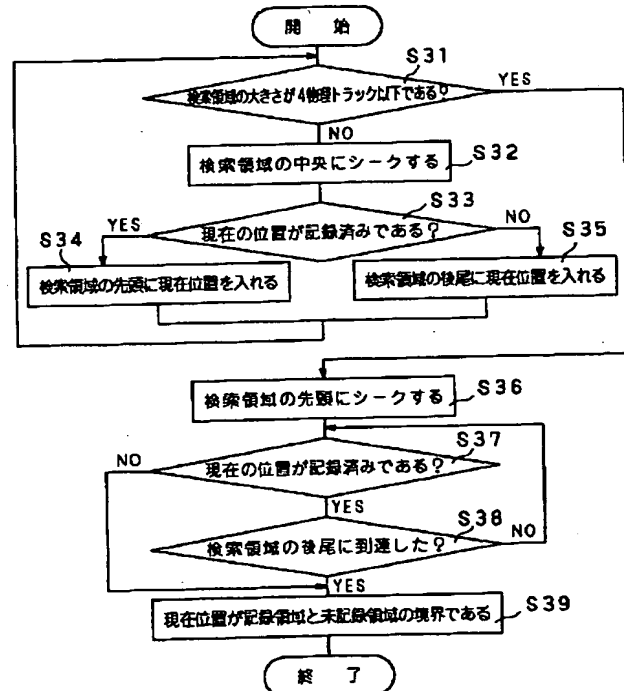 開始
S31
検索領域の大きさが4物理トラック以下である?
YES
NO
検索領域の中央にシークする
S32
S33
現在の位置が記録済みである?
YES
NO
S34
検索領域の先頭に現在位置を入れる
S35
検索領域の後尾に現在位置を入れる
検索領域の先頭にシークする
S36
S37
現在の位置が記録済みである?
NO
YES
S38
検索領域の後尾に到達した?
NO
YES
現在位置が記録領域と未記録領域の境界である
S39
終了